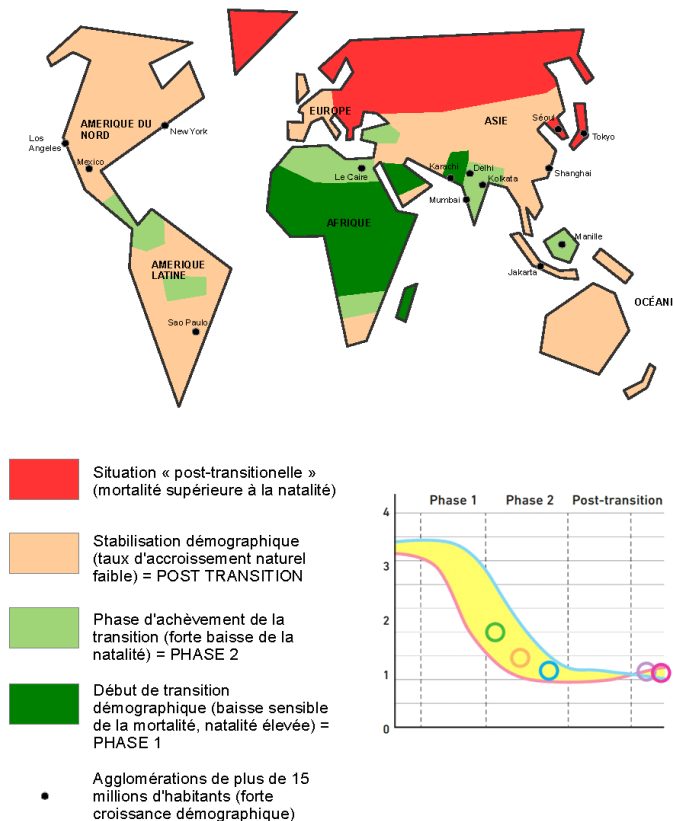 AMERIQUE DU
NORD
Los
Angeles
New York
Mexico
EUROPE
ASIE
Séoul
Tokyo
Le Caire
Karachi
Delhi
Kolkata
Shanghai
Mumbai
AFRIQUE
Manille
AMERIQUE
LATINE
Jakarta
OCÉANI
Sao Paulo
Situation « post-transitionelle »
(mortalité supérieure à la natalité)
Stabilisation démographique
(taux d'accroissement naturel
faible) = POST TRANSITION
Phase d'achèvement de la
transition (forte baisse de la
natalité) = PHASE 2
Début de transition
démographique (baisse sensible
de la mortalité, natalité élevée) =
PHASE 1
Agglomérations de plus de 15
millions d'habitants (forte
croissance démographique)
Phase 1 Phase 2 Post-transition
4
3
2
1
0